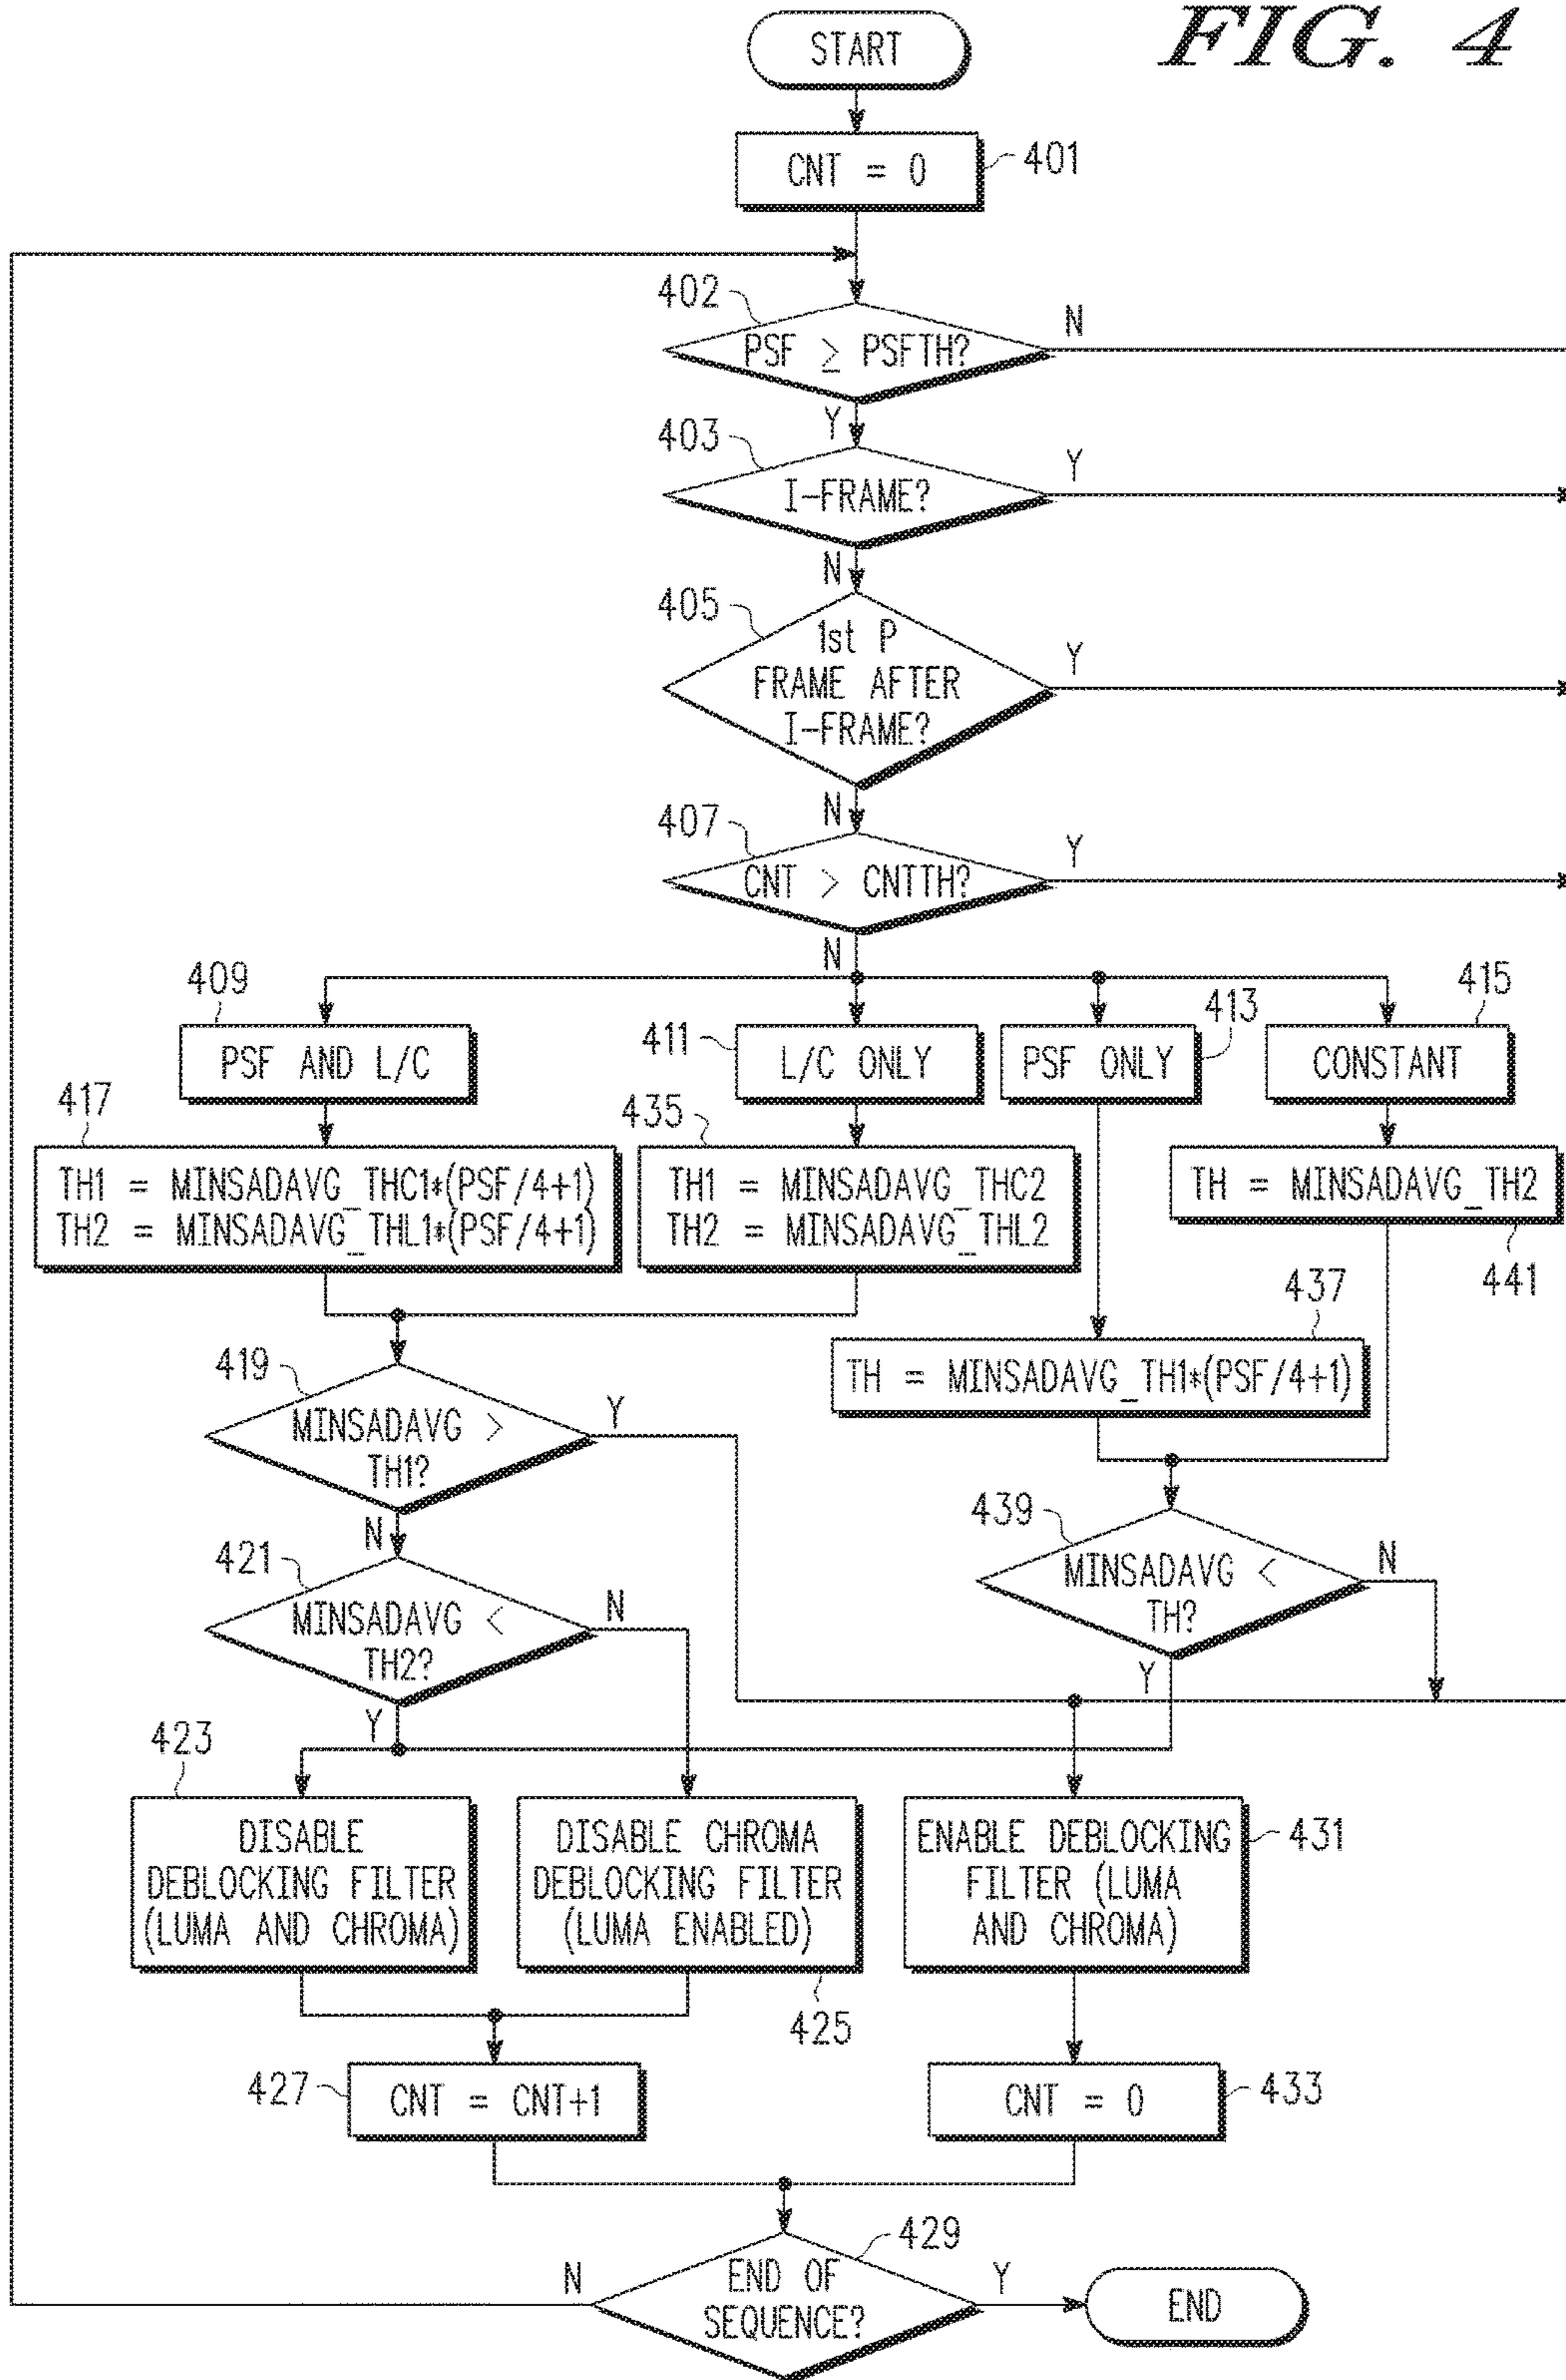 FIG. 4
START
CNT = 0
401
402
PSF ≥ PSFTH?
N
Y
403
I-FRAME?
Y
N
405
1st P
FRAME AFTER
I-FRAME?
Y
N
407
CNT > CNTTH?
Y
N
409
PSF AND L/C
411
L/C ONLY
413
PSF ONLY
415
CONSTANT
417
TH1 = MINSADAVG_THC1*(PSF/4+1)
TH2 = MINSADAVG_THL1*(PSF/4+1)
435
TH1 = MINSADAVG_THC2
TH2 = MINSADAVG_THL2
TH = MINSADAVG_TH2
441
437
TH = MINSADAVG_TH1*(PSF/4+1)
419
MINSADAVG >
TH1?
Y
N
439
MINSADAVG <
TH?
N
Y
421
MINSADAVG <
TH2?
N
Y
423
DISABLE
DEBLOCKING FILTER
(LUMA AND CHROMA)
DISABLE CHROMA
DEBLOCKING FILTER
(LUMA ENABLED)
425
ENABLE DEBLOCKING
FILTER (LUMA
AND CHROMA)
431
427
CNT = CNT+1
CNT = 0
433
429
END OF
SEQUENCE?
N
Y
END